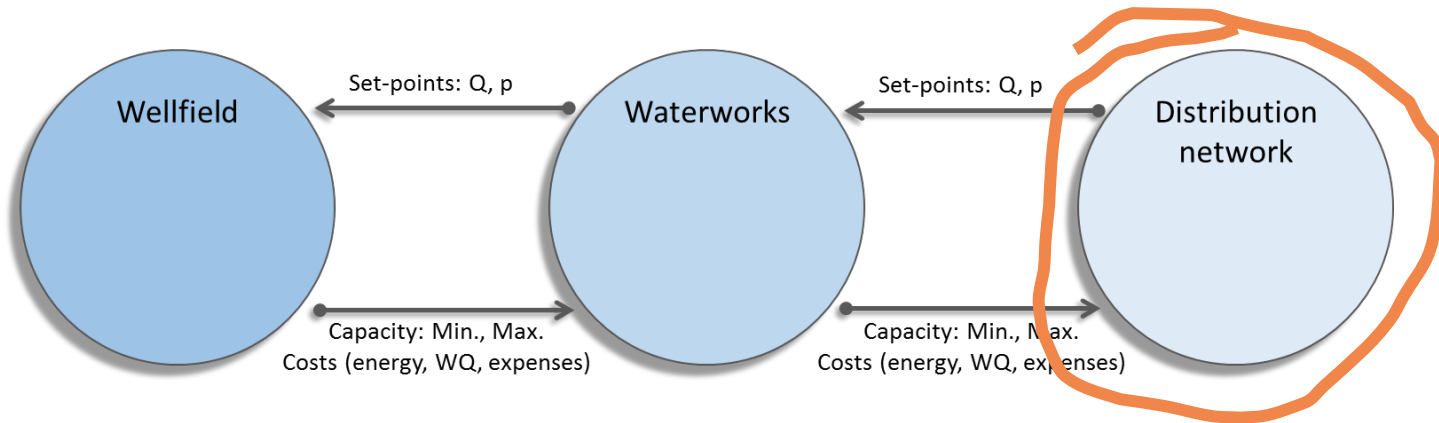 Wellfield
Set-points: Q, p
Waterworks
Set-points: Q, p
Distribution
network
Capacity: Min., Max.
Costs (energy, WQ, expenses)
Capacity: Min., Max.
Costs (energy, WQ, expenses)